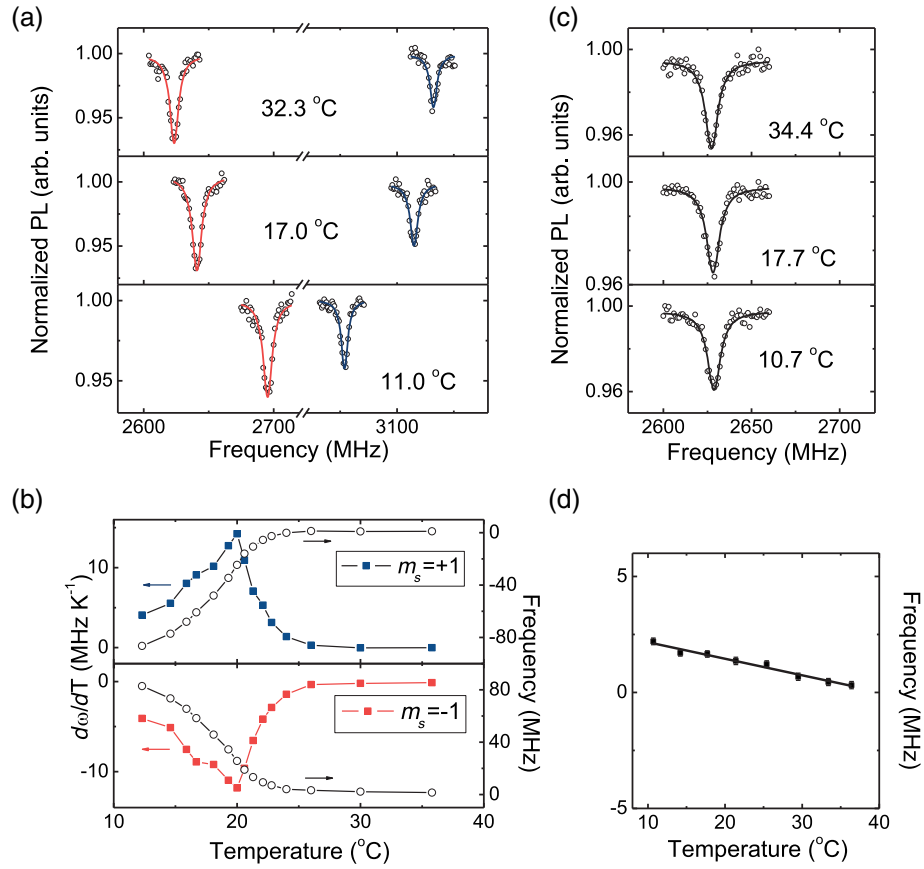 (a)
1.00
0.95
32.3 °C
1.00
0.95
17.0 °C
1.00
0.95
11.0 °C
Normalized PL (arb. units)
2600 2700 3100
Frequency (MHz)
(c)
1.00
0.96
34.4 °C
1.00
0.96
17.7 °C
1.00
0.96
10.7 °C
Normalized PL (arb. units)
2600 2650 2700
Frequency (MHz)
(b)
10
0
0
-40
-80
mₛ=+1
0
-10
80
40
0
mₛ=-1
dω/dT (MHz K⁻¹)
Frequency (MHz)
10 20 30 40
Temperature (°C)
(d)
5
0
-5
Frequency (MHz)
10 20 30 40
Temperature (°C)